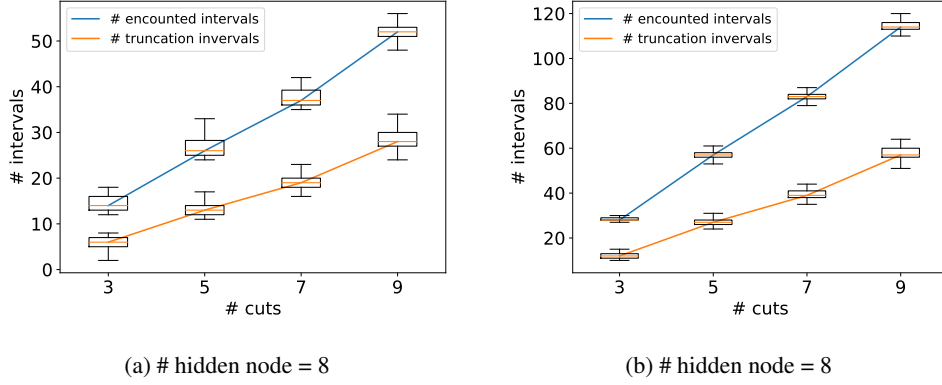 # encounted intervals
# truncation invervals
50
40
30
20
10
0
# intervals
3 5 7 9
# cuts
(a) # hidden node = 8
# encounted intervals
# truncation invervals
120
100
80
60
40
20
# intervals
3 5 7 9
# cuts
(b) # hidden node = 8